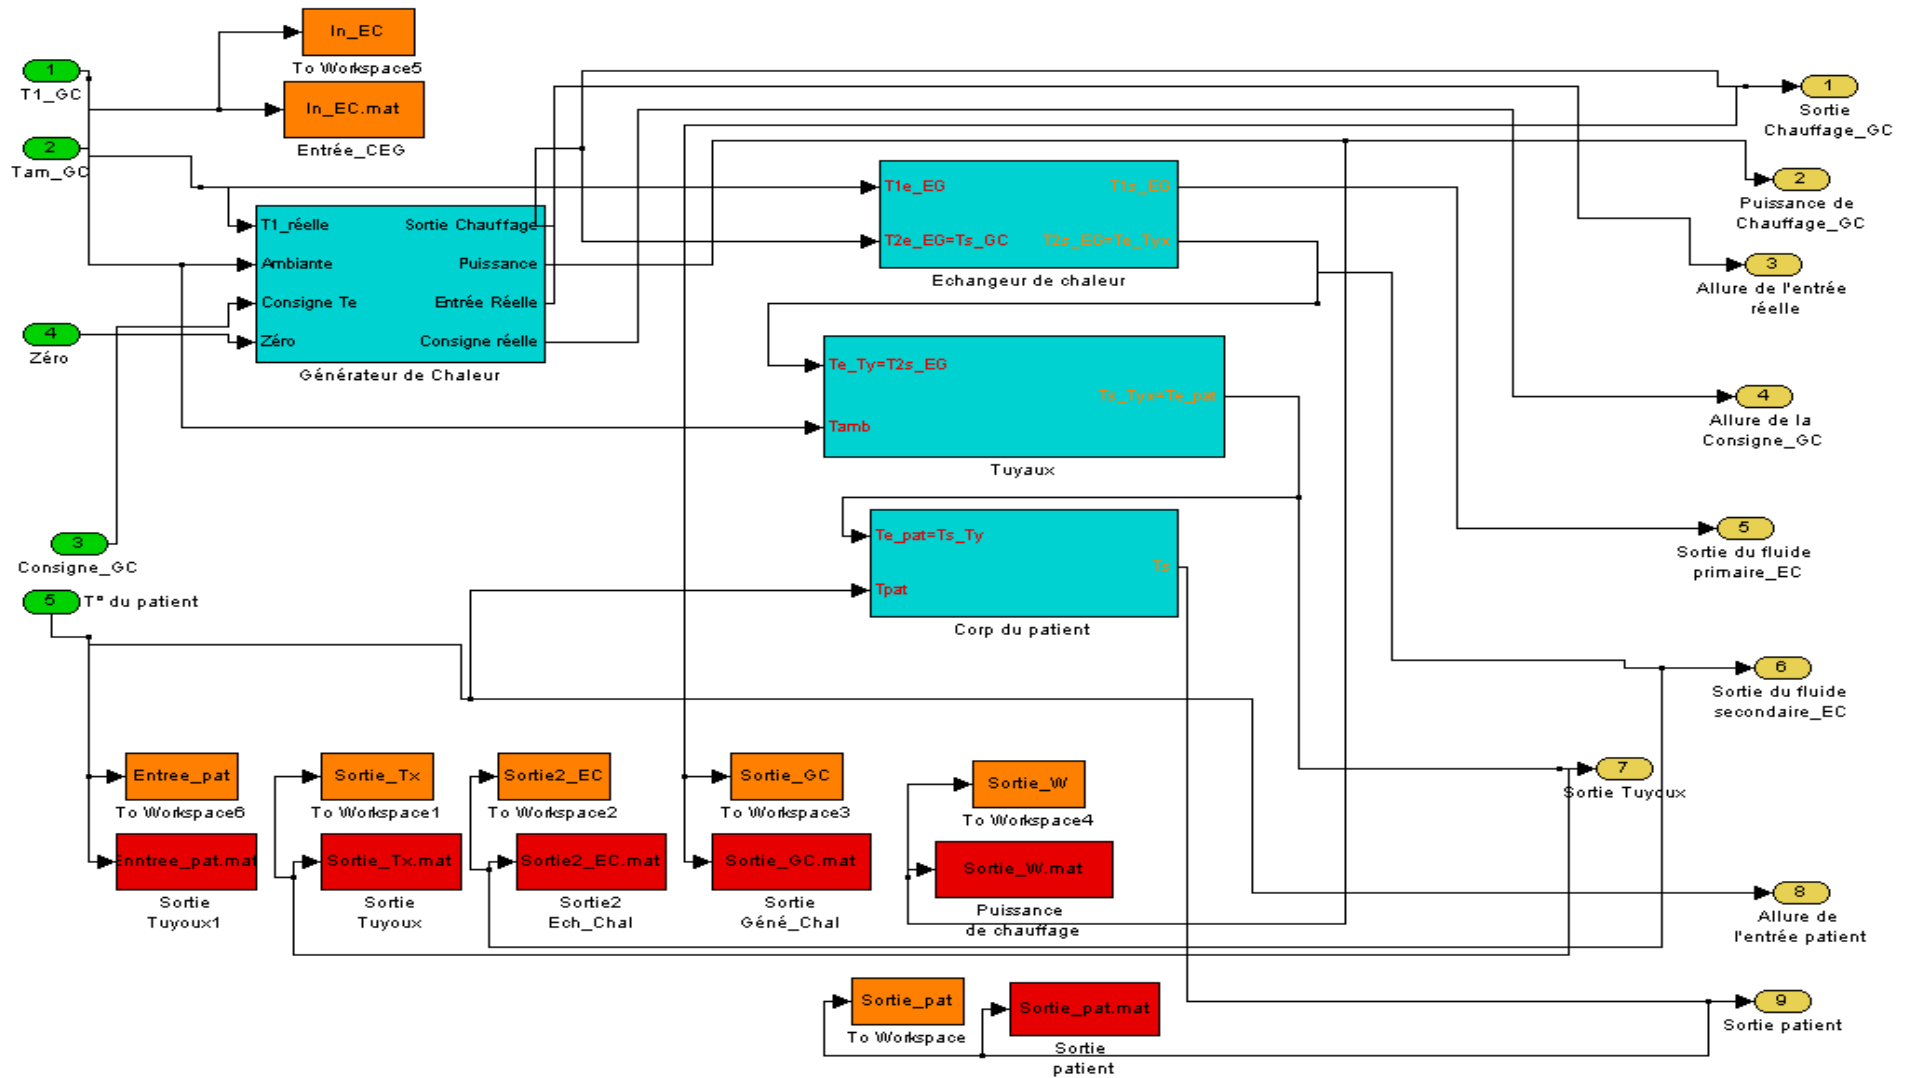 In_EC
To Workspace5
1
T1_GC
In_EC.mat
Entrée_CEG
1
Sortie
Chauffage_GC
2
Tam_GC
T1e_EG
T1s_EG
T2e_EG=Ts_GC
T2s_EG=Te_Tyx
Echangeur de chaleur
2
Puissance de
Chauffage_GC
T1_réelle
Sortie Chauffage
Ambiante
Puissance
Consigne Te
Entrée Réelle
Zéro
Consigne réelle
Générateur de Chaleur
3
Allure de l'entrée
réelle
4
Zéro
Te_Ty=T2s_EG
Ts_Tyx=Te_pat
Tamb
Tuyaux
4
Allure de la
Consigne_GC
3
Consigne_GC
Te_pat=Ts_Ty
Ts
Tpat
Corp du patient
5
Sortie du fluide
primaire_EC
5
T° du patient
6
Sortie du fluide
secondaire_EC
Entree_pat
To Workspace6
Sortie_Tx
To Workspace1
Sortie2_EC
To Workspace2
Sortie_GC
To Workspace3
Sortie_W
To Workspace4
7
Sortie Tuyoux
Enntree_pat.mat
Sortie
Tuyoux1
Sortie_Tx.mat
Sortie
Tuyoux
Sortie2_EC.mat
Sortie2
Ech_Chal
Sortie_GC.mat
Sortie
Géné_Chal
Sortie_W.mat
Puissance
de chauffage
8
Allure de
l'entrée patient
Sortie_pat
To Workspace
Sortie_pat.mat
Sortie
patient
9
Sortie patient